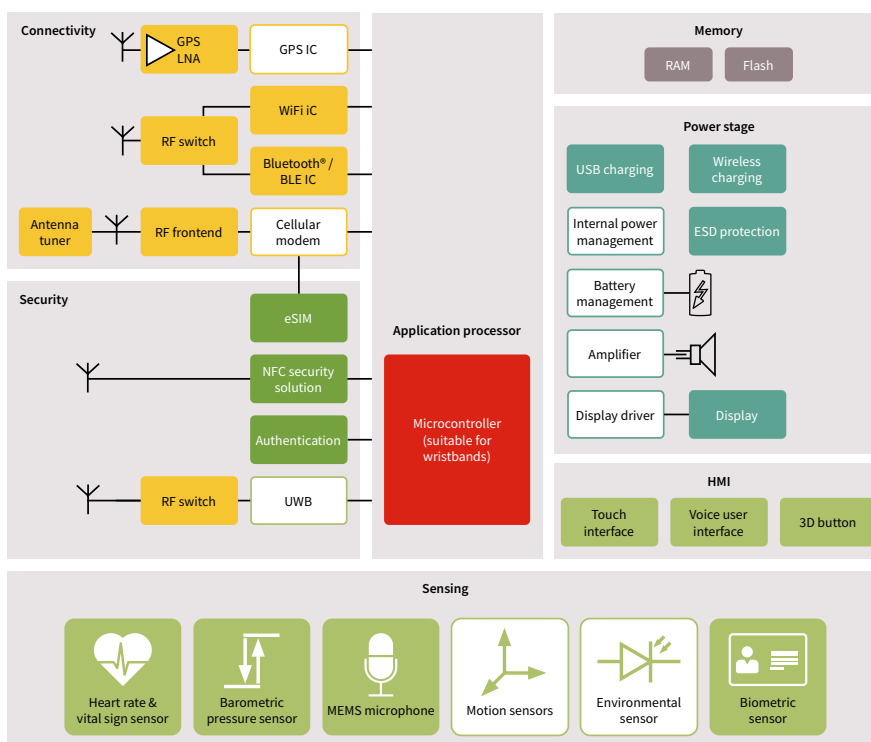 Connectivity
GPS
LNA
GPS IC
WiFi iC
RF switch
Bluetooth® /
BLE IC
Antenna
tuner
RF frontend
Cellular
modem
Security
eSIM
NFC security
solution
Authentication
RF switch
UWB
Application processor
Microcontroller
(suitable for
wristbands)
Memory
RAM
Flash
Power stage
USB charging
Wireless
charging
Internal power
management
ESD protection
Battery
management
Amplifier
Display driver
Display
HMI
Touch
interface
Voice user
interface
3D button
Sensing
Heart rate &
vital sign sensor
Barometric
pressure sensor
MEMS microphone
Motion sensors
Environmental
sensor
Biometric
sensor